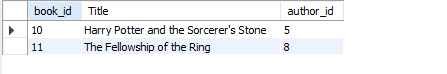 book_id Title author_id
10 Harry Potter and the Sorcerer's Stone 5
11 The Fellowship of the Ring 8